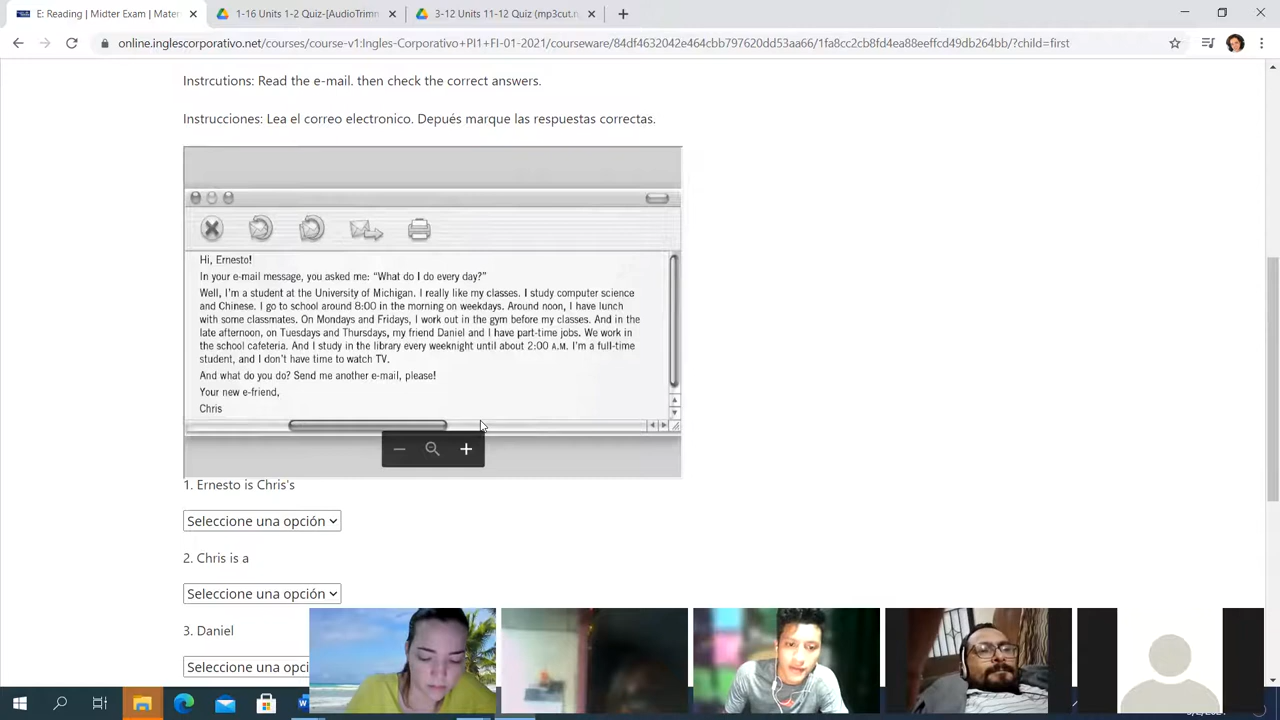 E: Reading | Midter Exam | Mater
1-16 Units 1-2 Quiz-[AudioTrimm
3-12 Units 11-12 Quiz (mp3cut.n
online.inglescorporativo.net/courses/course-v1:Ingles-Corporativo+PI1+FI-01-2021/courseware/84df4632042e464cbb797620dd53aa66/1fa8cc2cb8fd4ea88eeffcd49db264bb/?child=first
Instrcutions: Read the e-mail. then check the correct answers.
Instrucciones: Lea el correo electronico. Depués marque las respuestas correctas.
Hi, Ernesto!
In your e-mail message, you asked me: “What do I do every day?”
Well, I'm a student at the University of Michigan. I really like my classes. I study computer science
and Chinese. I go to school around 8:00 in the morning on weekdays. Around noon, I have lunch
with some classmates. On Mondays and Fridays, I work out in the gym before my classes. And in the
late afternoon, on Tuesdays and Thursdays, my friend Daniel and I have part-time jobs. We work in
the school cafeteria. And I study in the library every weeknight until about 2:00 A.M. I'm a full-time
student, and I don't have time to watch TV.
And what do you do? Send me another e-mail, please!
Your new e-friend,
Chris
1. Ernesto is Chris's
Seleccione una opción
2. Chris is a
Seleccione una opción
3. Daniel
Seleccione una opci